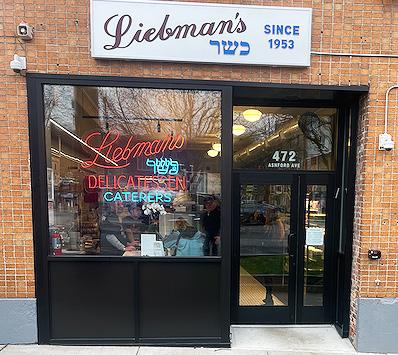 Liebman's
כשר
SINCE
1953
Liebman's
כשר
DELICATESSEN
CATERERS
472
ASHFORD AVE